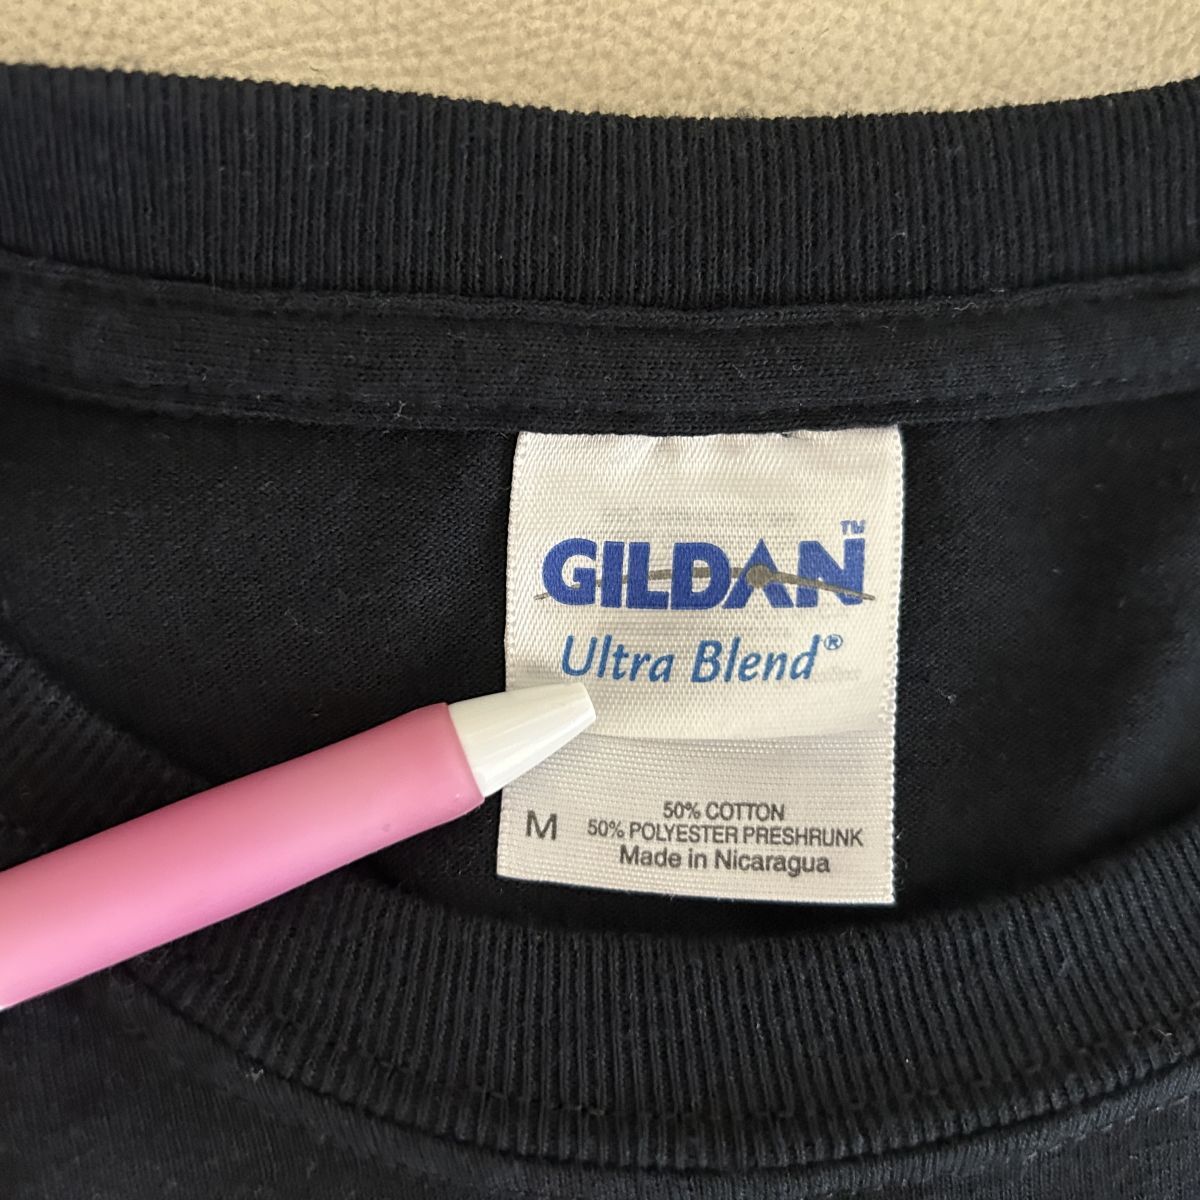 GILDAN™
Ultra Blend®
M
50% COTTON
50% POLYESTER PRESHRUNK
Made in Nicaragua